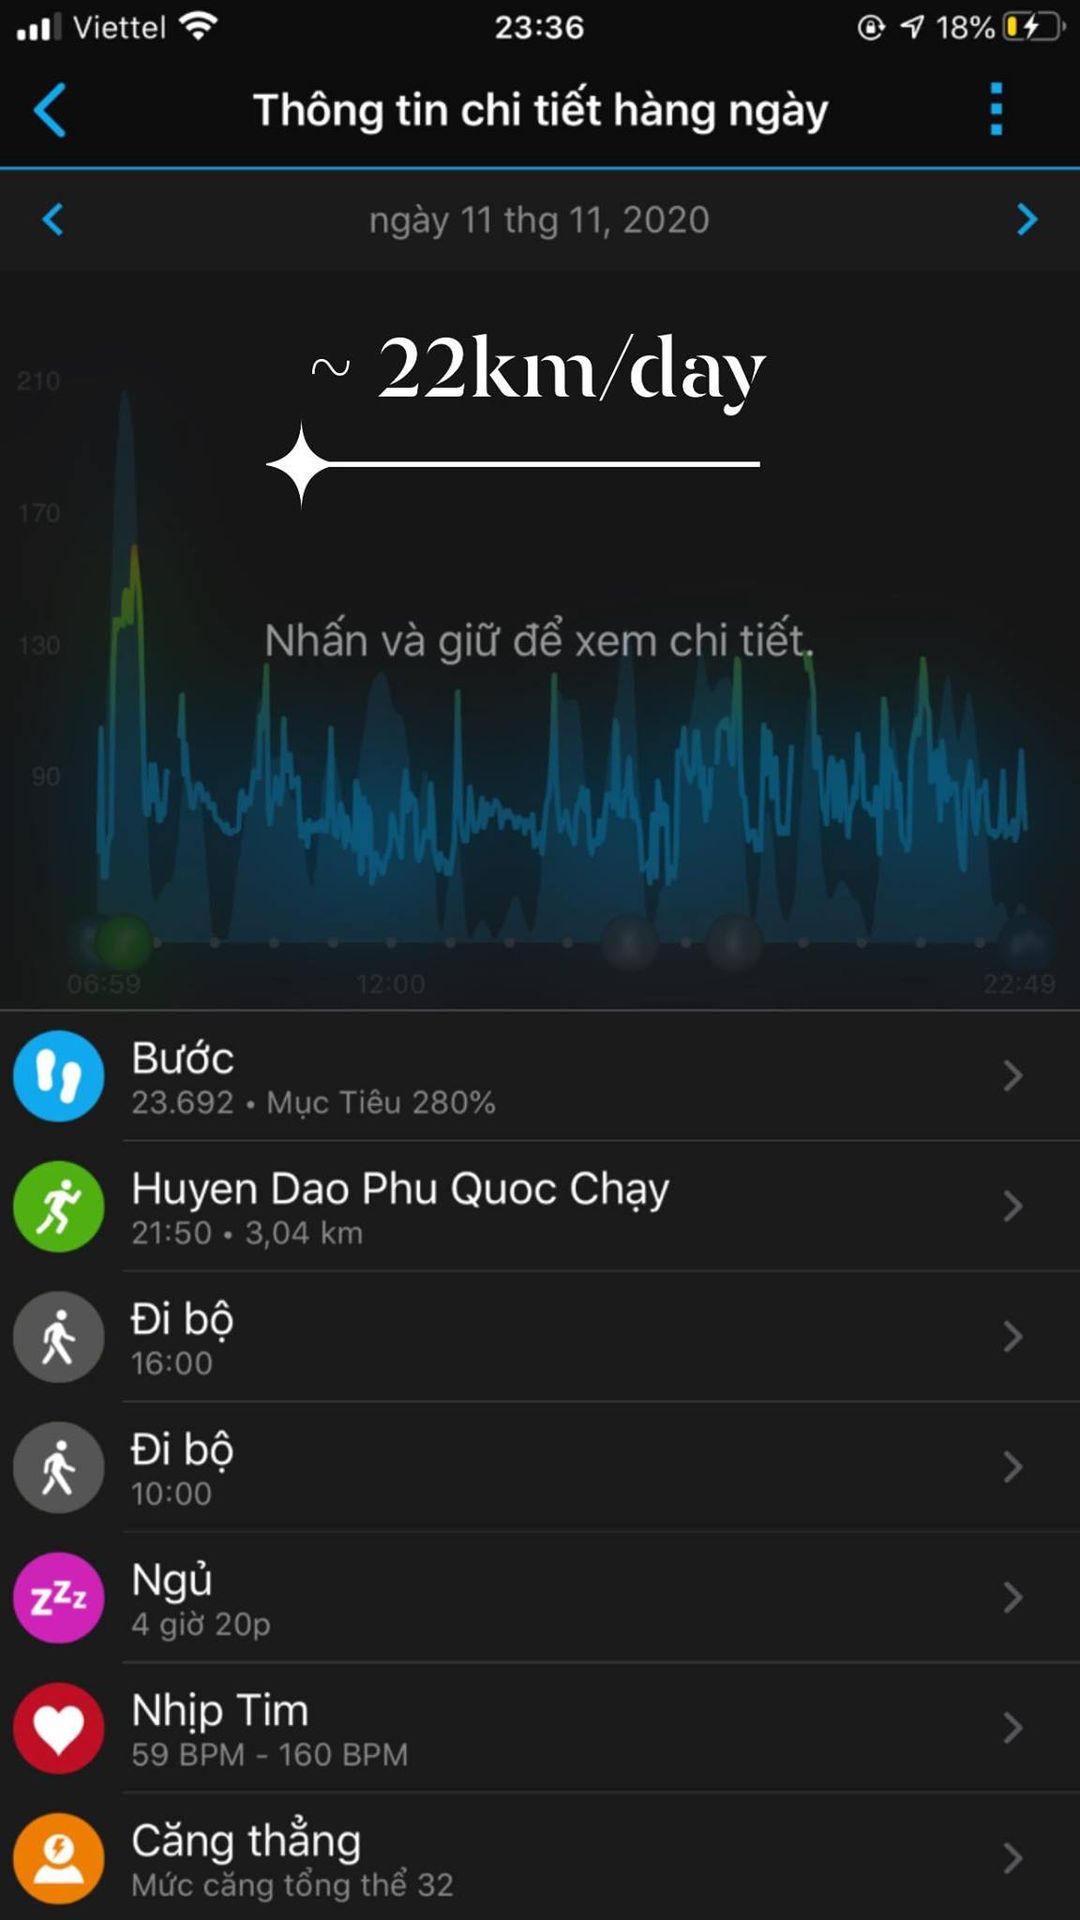 Viettel 23:36 18%
Thông tin chi tiết hàng ngày
ngày 11 thg 11, 2020
~ 22km/day
210
170
Nhấn và giữ để xem chi tiết.
130
90
06:59 12:00 22:49
Bước
23.692 • Mục Tiêu 280%
Huyen Dao Phu Quoc Chạy
21:50 • 3,04 km
Đi bộ
16:00
Đi bộ
10:00
zzz
Ngủ
4 giờ 20p
Nhịp Tim
59 BPM - 160 BPM
Căng thẳng
Mức căng tổng thể 32